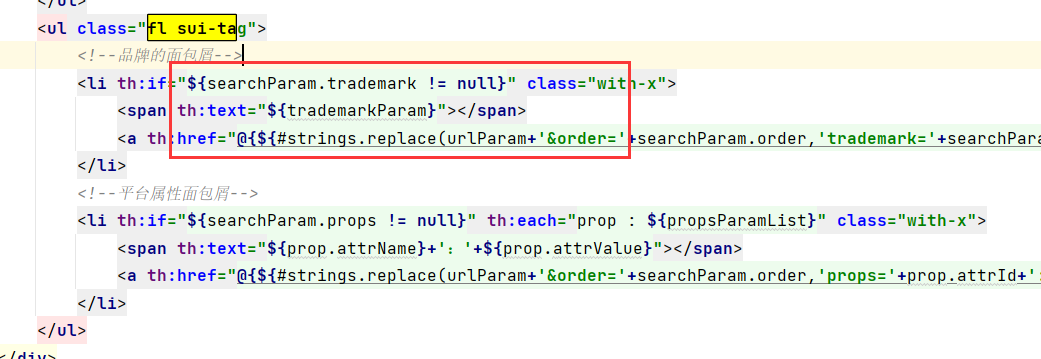 </ul>
<ul class="fl sui-tag">
<!--品牌的面包屑-->
<li th:if="${searchParam.trademark != null}" class="with-x">
<span th:text="${trademarkParam}"></span>
<a th:href="@{${#strings.replace(urlParam+'&order='+searchParam.order,'trademark='+searchPara
</li>
<!--平台属性面包屑-->
<li th:if="${searchParam.props != null}" th:each="prop : ${propsParamList}" class="with-x">
<span th:text="${prop.attrName}+'：'+${prop.attrValue}"></span>
<a th:href="@{${#strings.replace(urlParam+'&order='+searchParam.order,'props='+prop.attrId+':
</li>
</ul>
</div>